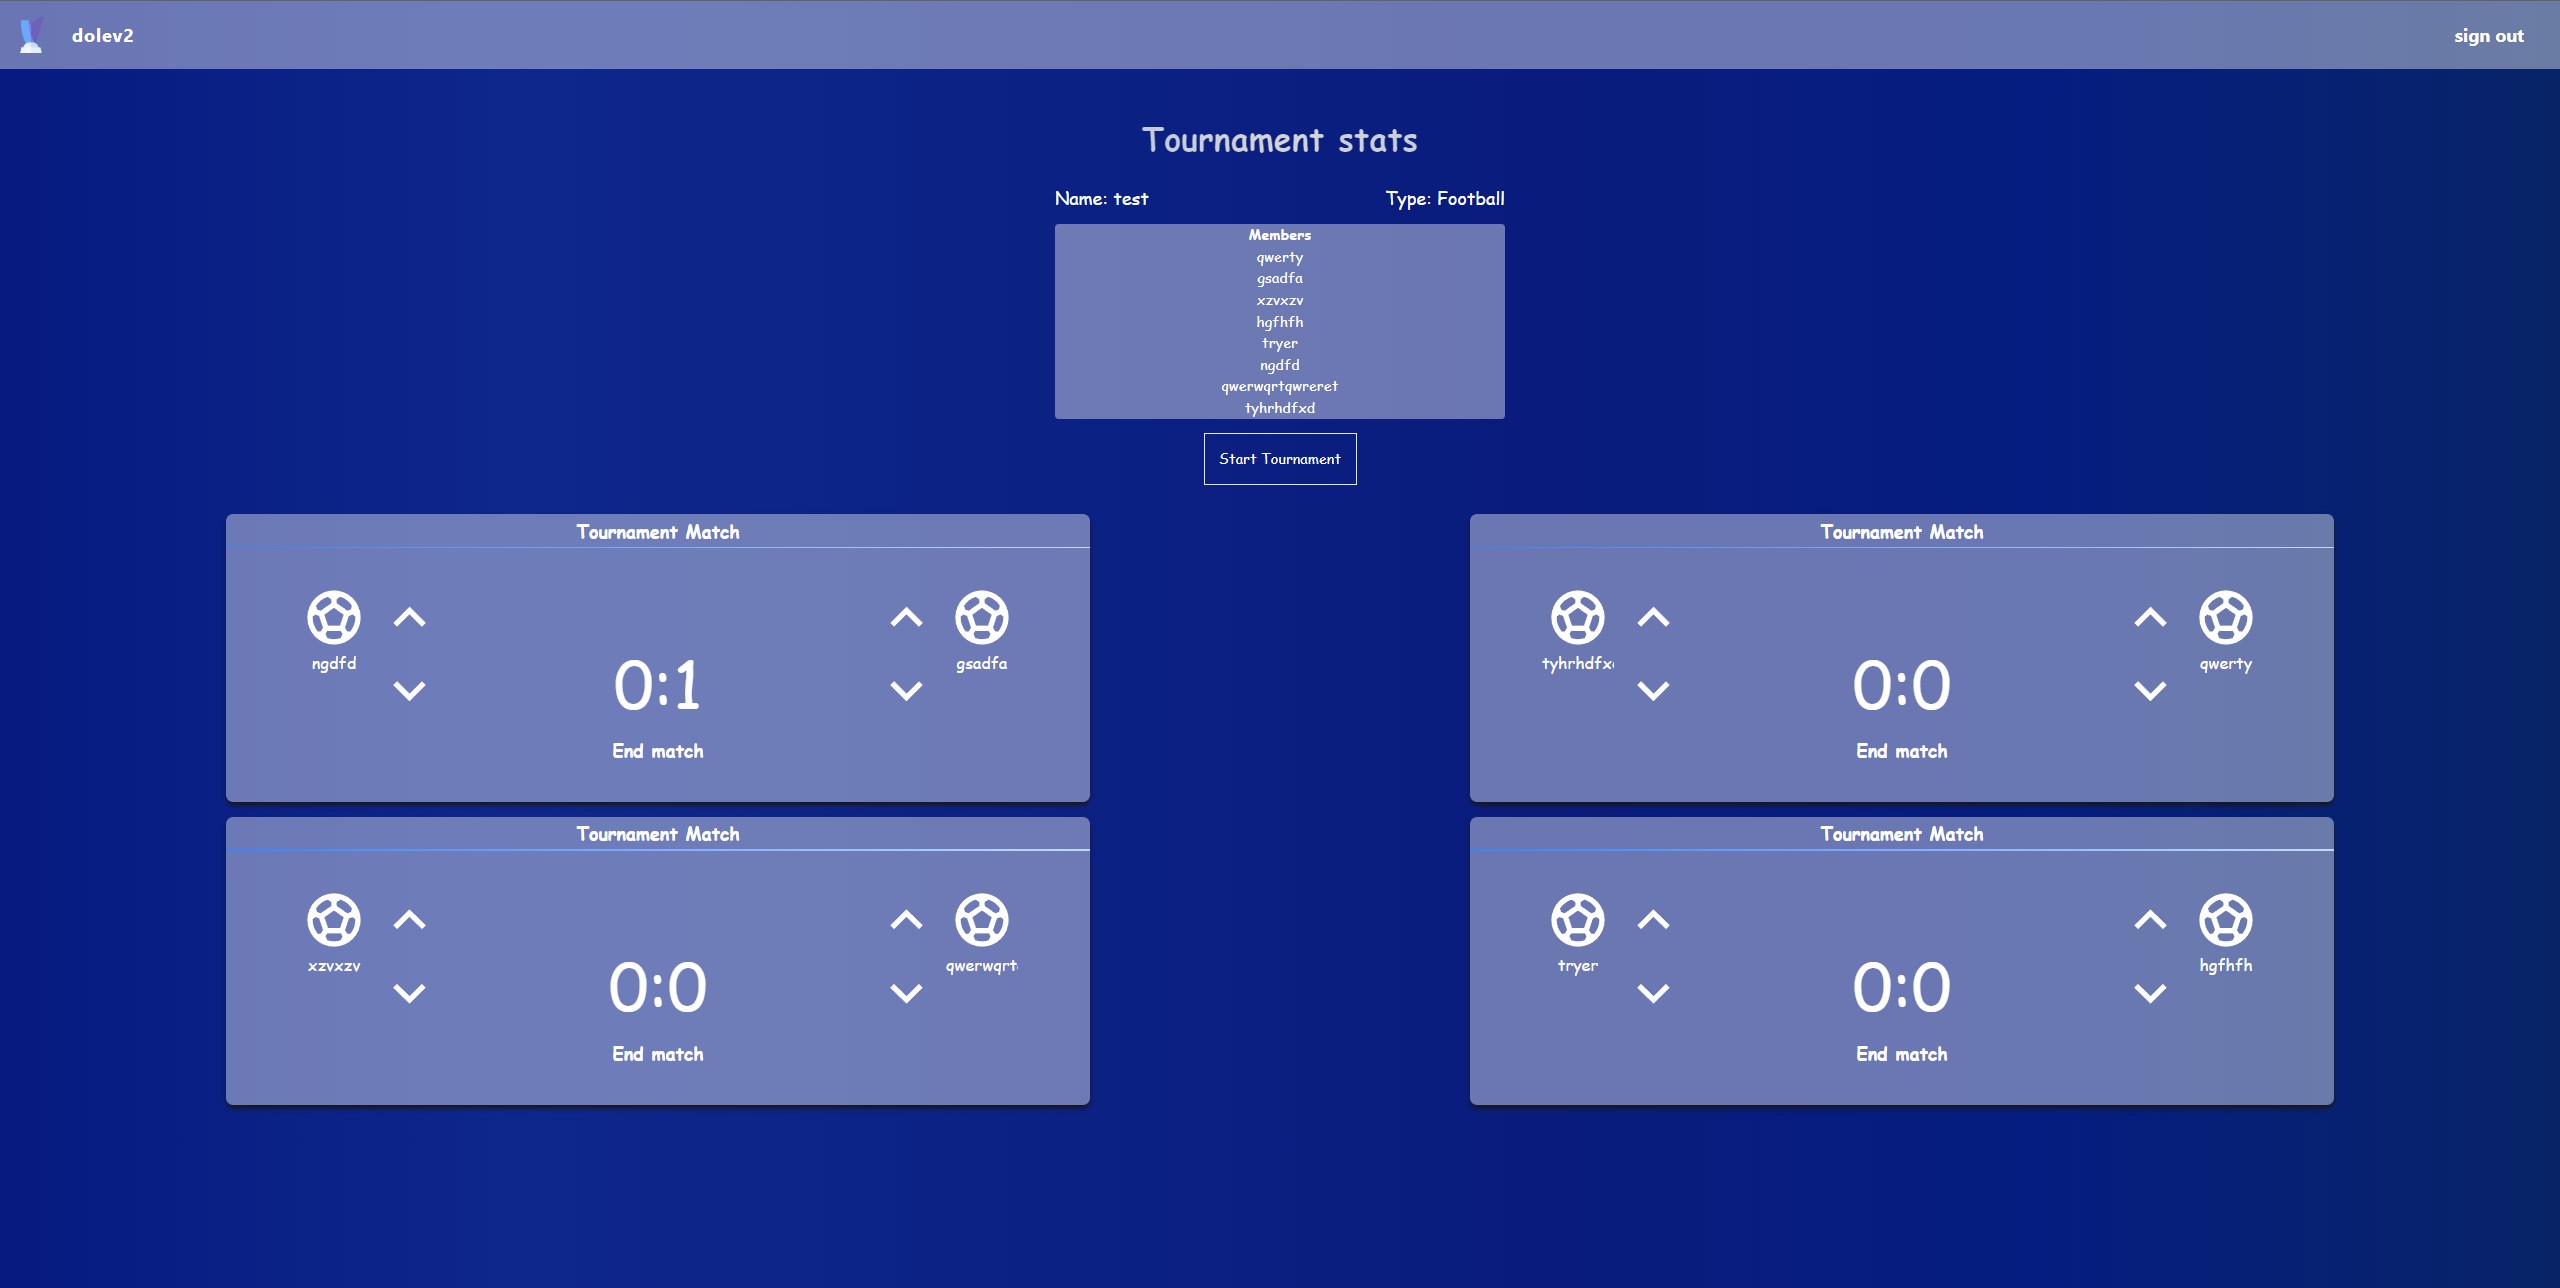 dolev2
sign out
Tournament stats
Name: test
Type: Football
Members
qwerty
gsadfa
xzvxzv
hgfhfh
tryer
ngdfd
qwerwqrtqwreret
tyhrhdfxd
Start Tournament
Tournament Match
ngdfd
gsadfa
0:1
End match
Tournament Match
tyhrhdfx
qwerty
0:0
End match
Tournament Match
xzvxzv
qwerwqrt
0:0
End match
Tournament Match
tryer
hgfhfh
0:0
End match